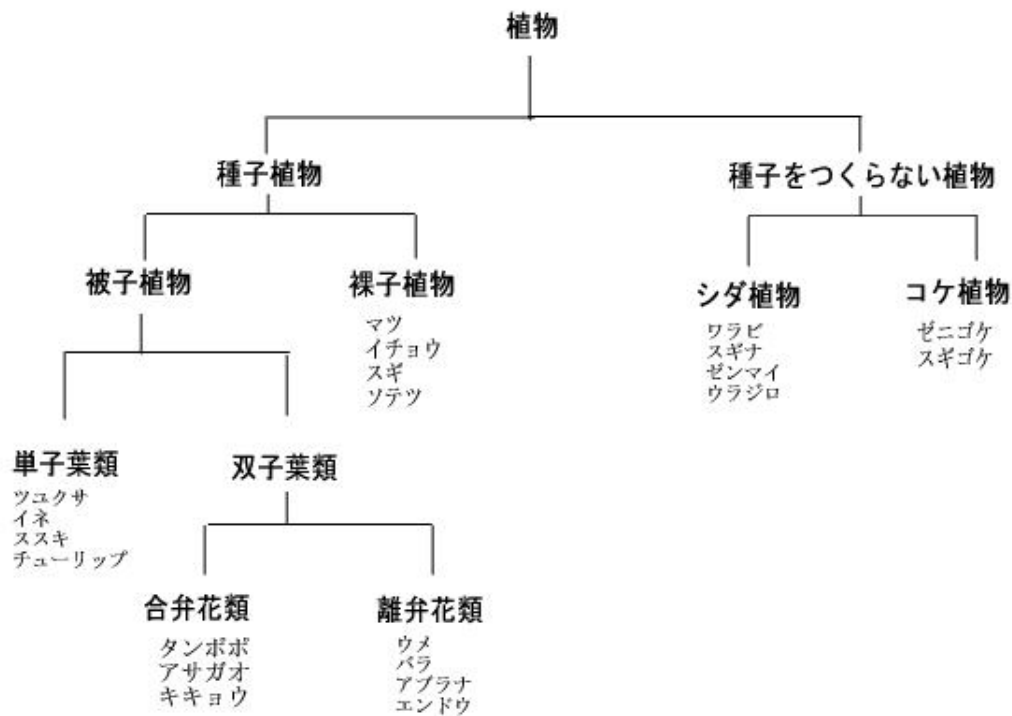 植物
種子植物
種子をつくらない植物
被子植物
裸子植物
マツ
イチョウ
スギ
ソテツ
シダ植物
ワラビ
スギナ
ゼンマイ
ウラジロ
コケ植物
ゼニゴケ
スギゴケ
単子葉類
ツユクサ
イネ
ススキ
チューリップ
双子葉類
合弁花類
タンポポ
アサガオ
キキョウ
離弁花類
ウメ
バラ
アブラナ
エンドウ